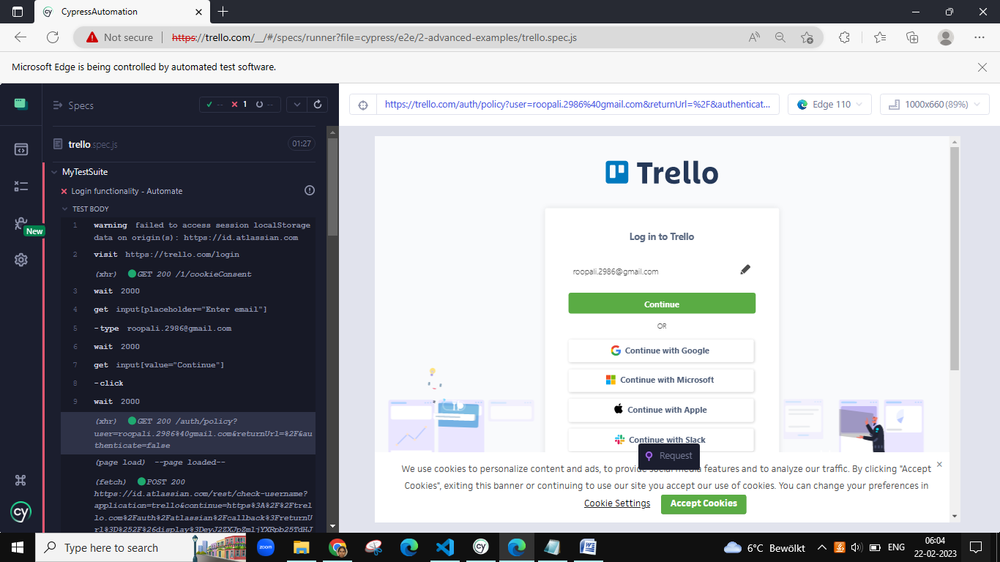 CypressAutomation
Not secure https://trello.com/__/#/specs/runner?file=cypress/e2e/2-advanced-examples/trello.spec.js
Microsoft Edge is being controlled by automated test software.
Specs
-- 1 --
https://trello.com/auth/policy?user=roopali.2986%40gmail.com&returnUrl=%2F&authenticat...
Edge 110
1000x660 (89%)
trello.spec.js 01:27
MyTestSuite
Login functionality - Automate
TEST BODY
New
1 warning failed to access session localStorage
data on origin(s): https://id.atlassian.com
2 visit https://trello.com/login
(xhr) GET 200 /1/cookieConsent
3 wait 2000
4 get input[placeholder="Enter email"]
5 -type roopali.2986@gmail.com
6 wait 2000
7 get input[value="Continue"]
8 -click
9 wait 2000
(xhr) GET 200 /auth/policy?
user=roopali.2986%40gmail.com&returnUrl=%2F&au
thenticate=false
(page load) --page loaded--
(fetch) POST 200
https://id.atlassian.com/rest/check-username?
application=trello&continue=https%3A%2F%2Ftrel
lo.com%2Fauth%2Fatlassian%2Fcallback%3FreturnU
rl%3D%252F%26display%3DeyJ2ZXJpZmljYXRpb25TdHJ
cy
Trello
Log in to Trello
roopali.2986@gmail.com
Continue
OR
Continue with Google
Continue with Microsoft
Continue with Apple
Continue with Slack
Request
We use cookies to personalize content and ads, to provide social media features and to analyze our traffic. By clicking "Accept
Cookies", exiting this banner or continuing to use our site you accept our use of cookies. You can change your preferences in
Cookie Settings
Accept Cookies
Type here to search
zoom
cy
6°C Bewölkt
ENG
06:04
22-02-2023